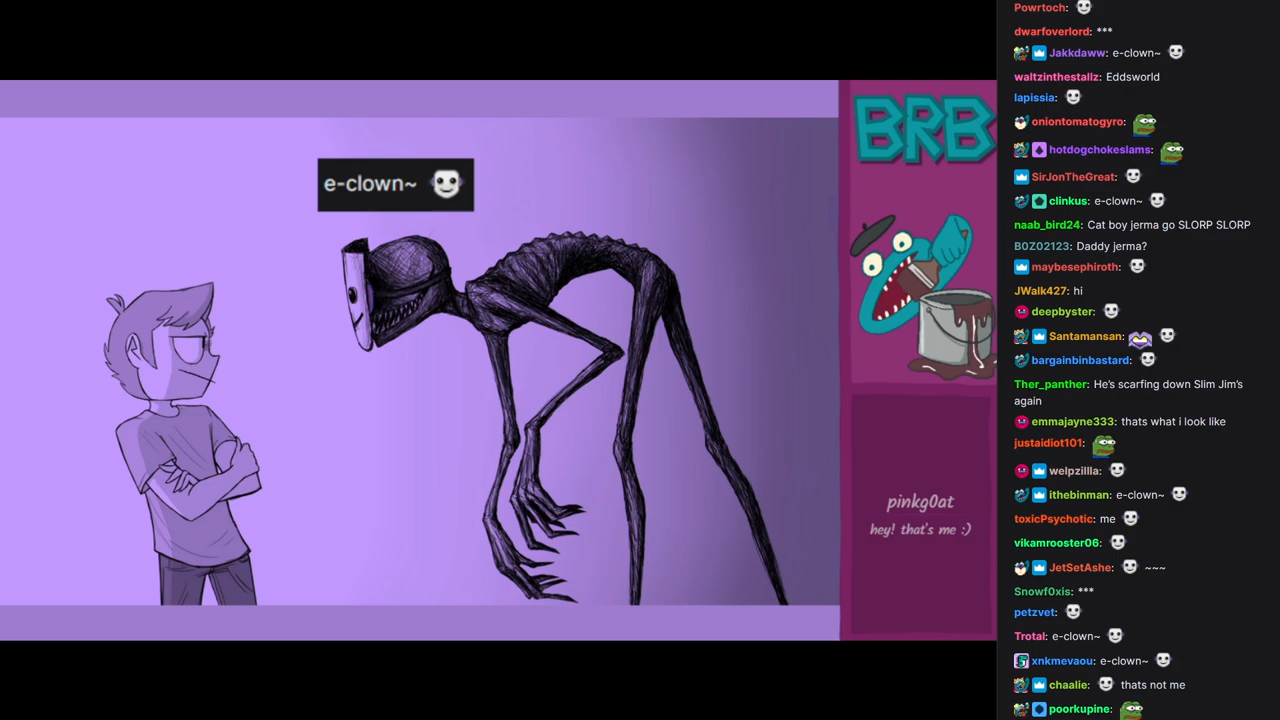 e-clown~
BRB
pinkg0at
hey! that's me :)
Powrtoch:
dwarfoverlord: ***
Jakkdaww: e-clown~
waltzinthestallz: Eddsworld
lapissia:
oniontomatogyro:
hotdogchokeslams:
SirJonTheGreat:
clinkus: e-clown~
naab_bird24: Cat boy jerma go SLORP SLORP
B0Z02123: Daddy jerma?
maybesephiroth:
JWalk427: hi
deepbyster:
Santamansan:
bargainbinbastard:
Ther_panther: He's scarfing down Slim Jim's
again
emmajayne333: thats what i look like
justaidiot101:
welpzillla:
ithebinman: e-clown~
toxicPsychotic: me
vikamrooster06:
JetSetAshe: ~~~
Snowf0xis: ***
petzvet:
Trotal: e-clown~
xnkmevaou: e-clown~
chaalie: thats not me
poorkupine: